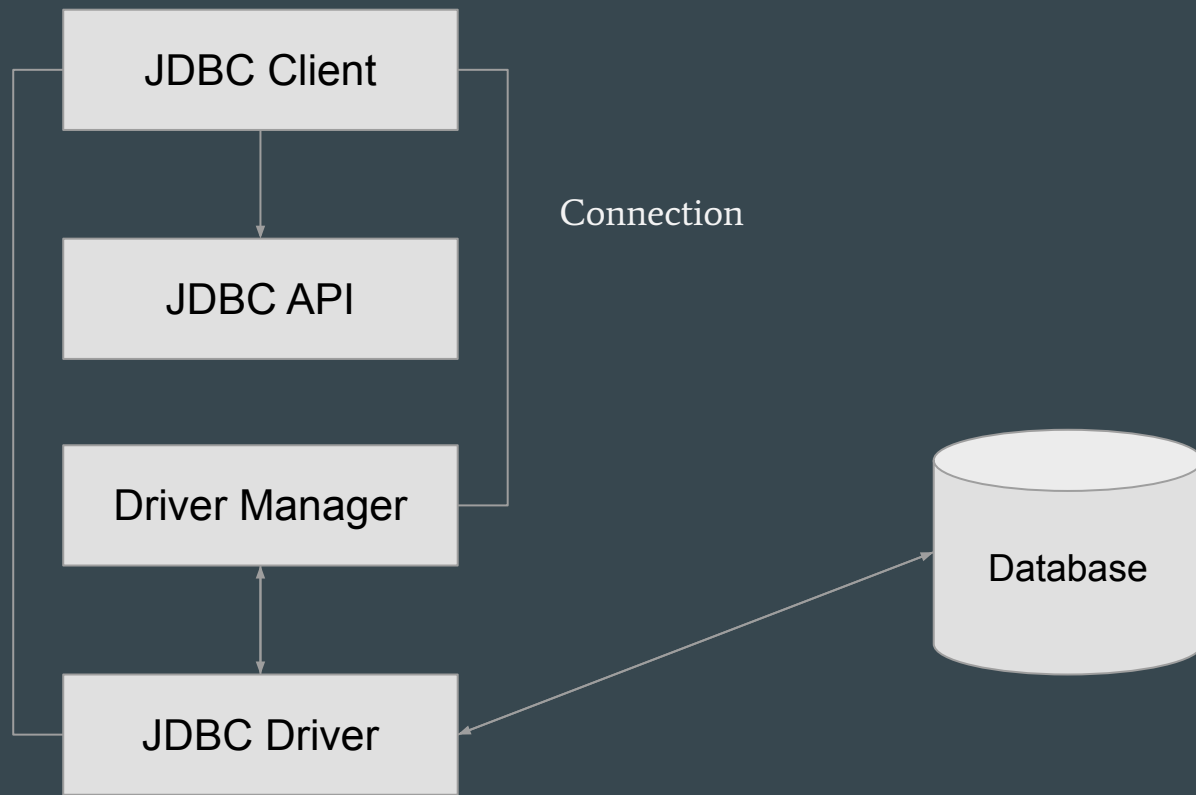 JDBC Client
Connection
JDBC API
Driver Manager
Database
JDBC Driver